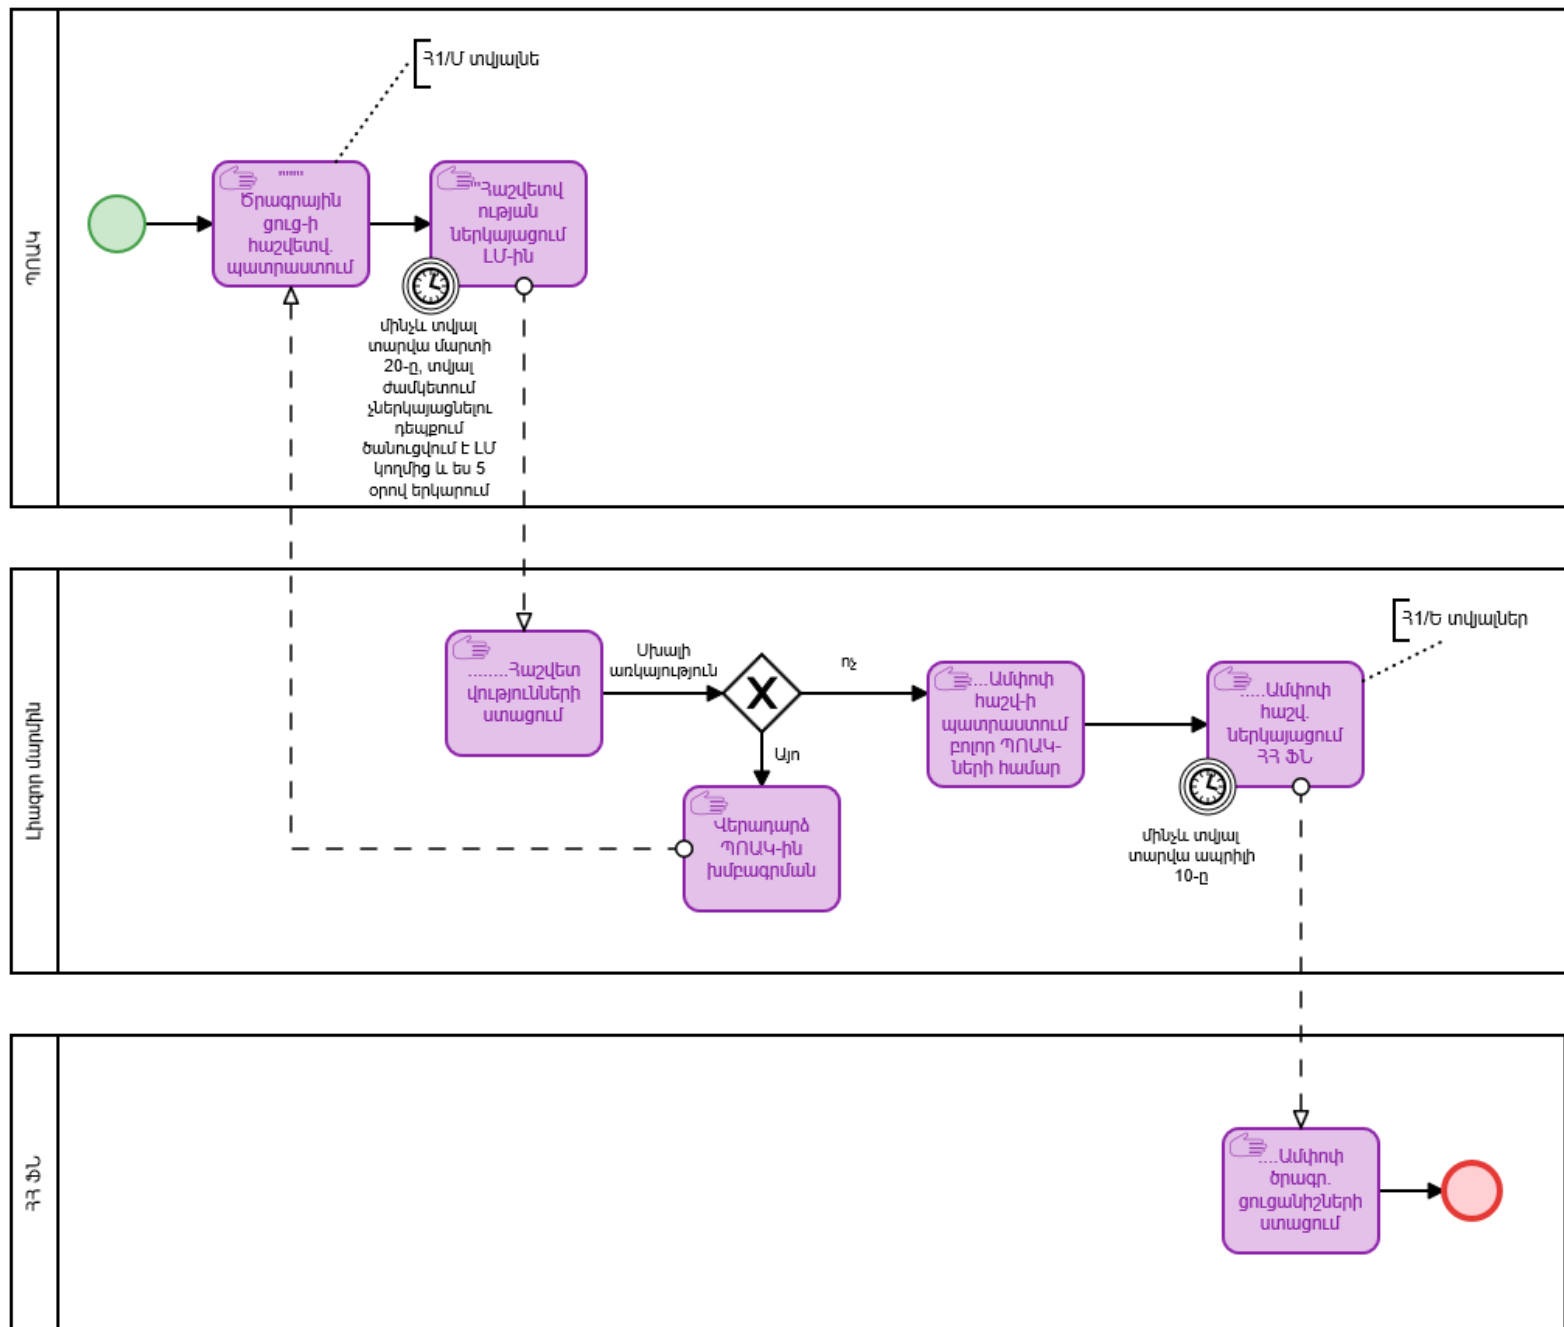 ՊՈԱԿ
Հ1/Մ տվյալնե
""""
Ծրագրային
ցուց-ի
հաշվետվ.
պատրաստում
""Հաշվետվ
ության
ներկայացում
ԼՄ-ին
մինչև տվյալ
տարվա մարտի
20-ը, տվյալ
ժամկետում
չներկայացնելու
դեպքում
ծանուցվում է ԼՄ
կողմից և ես 5
օրով երկարում
Լիազոր մարմին
........Հաշվետ
վությունների
ստացում
Սխալի
առկայություն
ոչ
Այո
Վերադարձ
ՊՈԱԿ-ին
խմբագրման
....Ամփոփ
հաշվ-ի
պատրաստում
բոլոր ՊՈԱԿ-
ների համար
.....Ամփոփ
հաշվ.
ներկայացում
ՀՀ ՖՆ
Հ1/Ե տվյալներ
մինչև տվյալ
տարվա ապրիլի
10-ը
ՀՀ ՖՆ
....Ամփոփ
ծրագր.
ցուցանիշների
ստացում